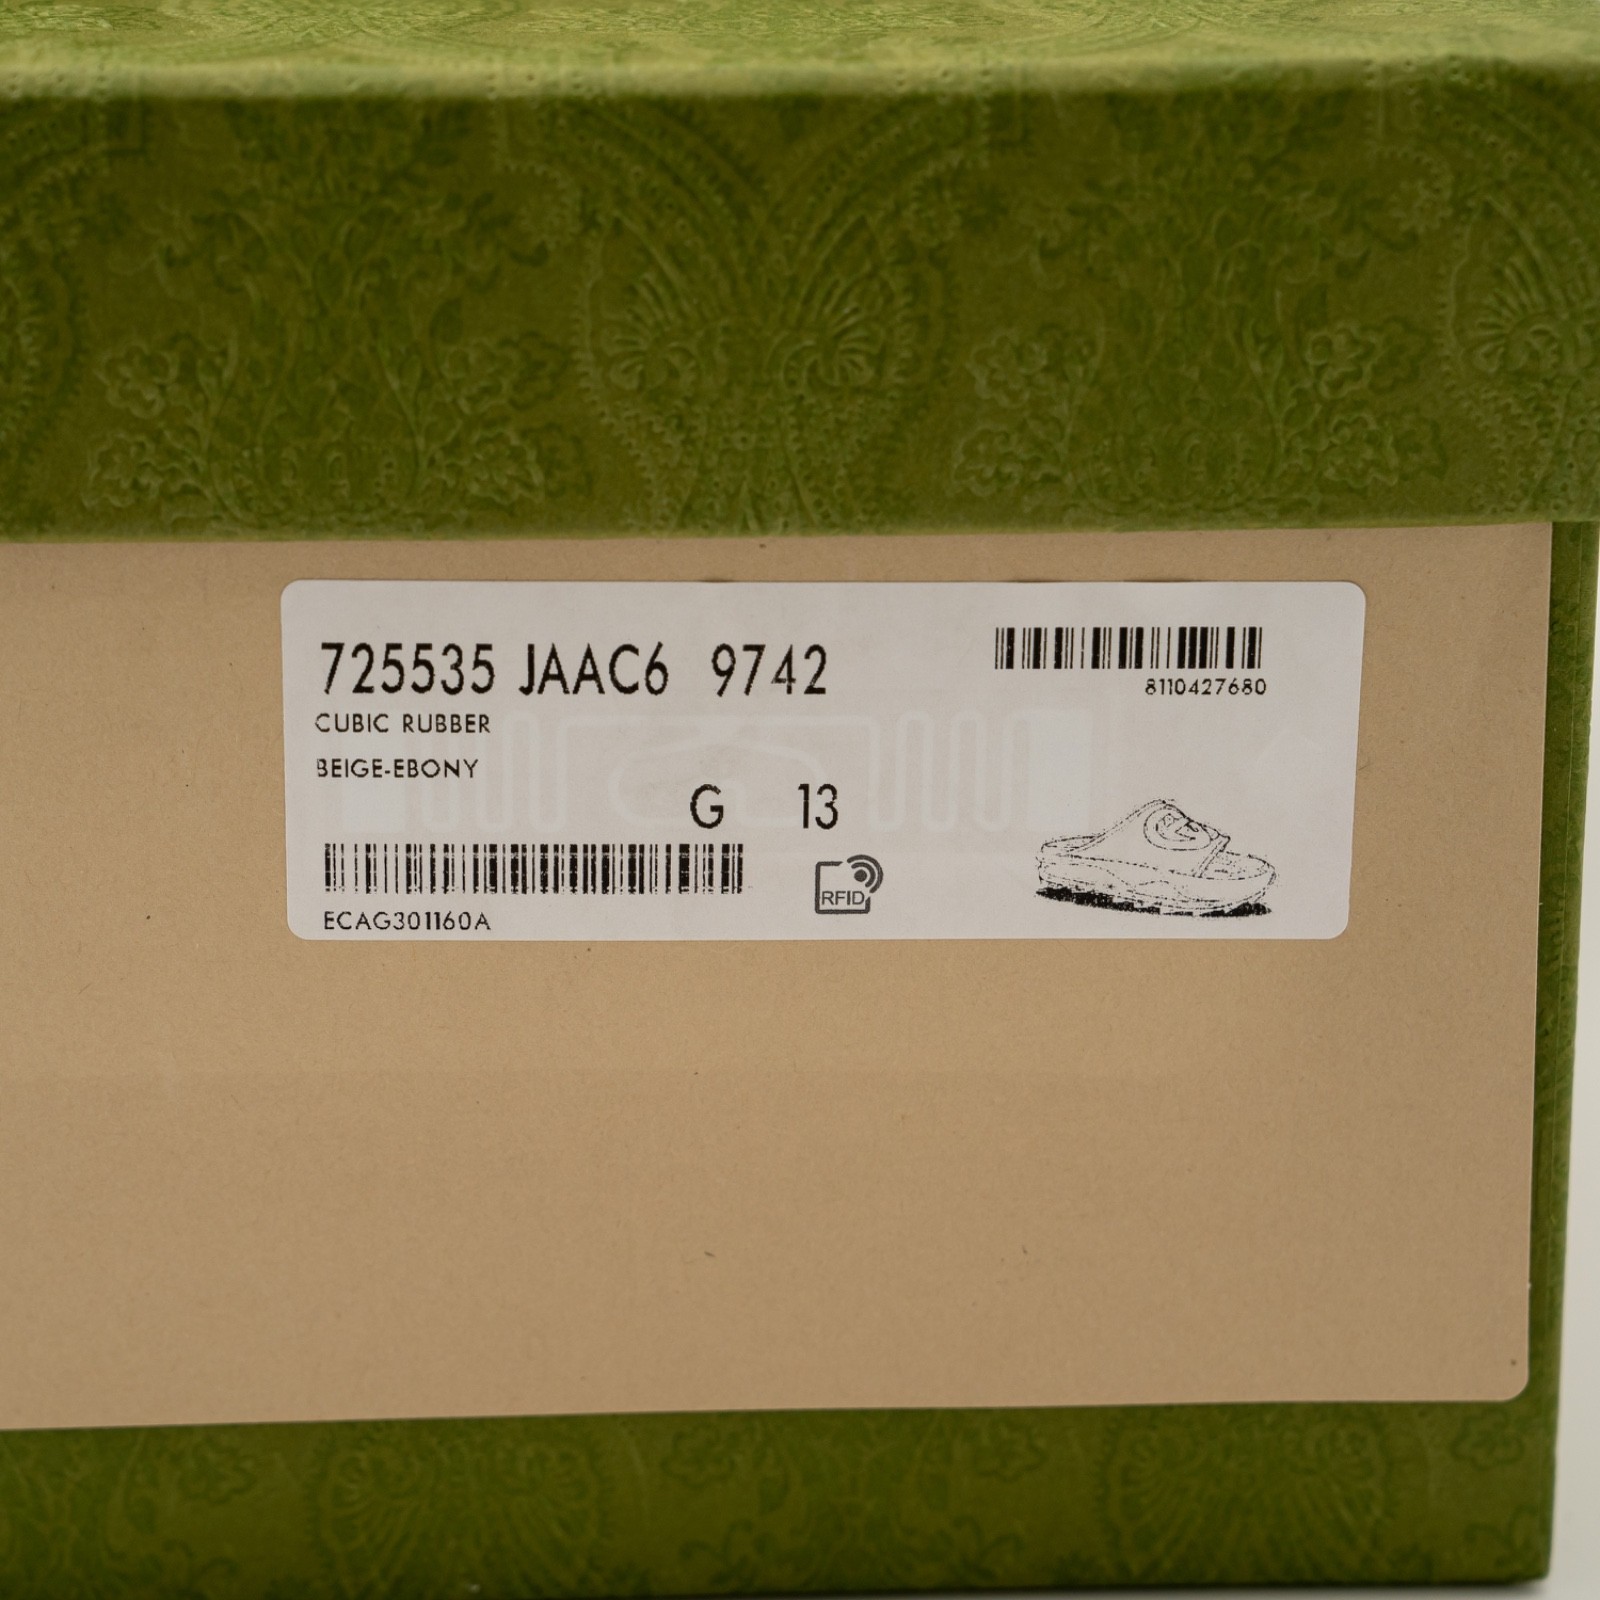 725535 JAAC6 9742
8110427680
CUBIC RUBBER
BEIGE-EBONY
G 13
RFID
ECAG301160A